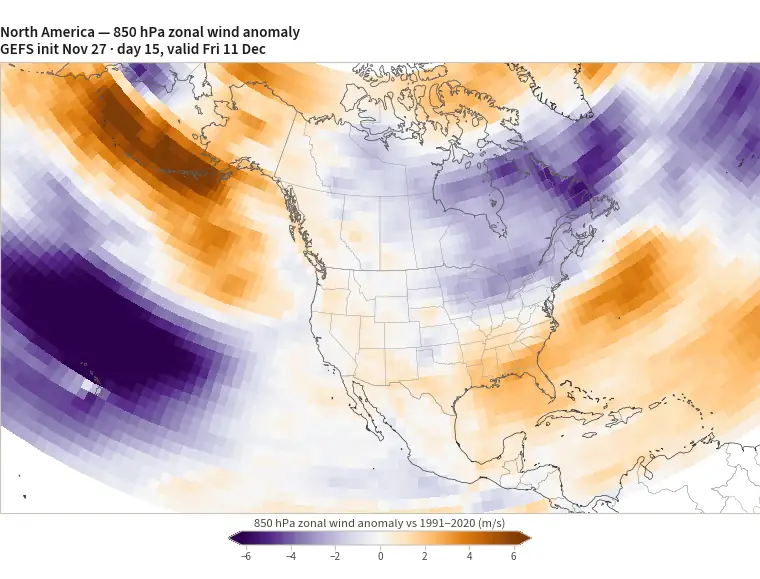 North America — 850 hPa zonal wind anomaly
GEFS init Nov 27 · day 15, valid Fri 11 Dec
850 hPa zonal wind anomaly vs 1991–2020 (m/s)
−6 −4 −2 0 2 4 6